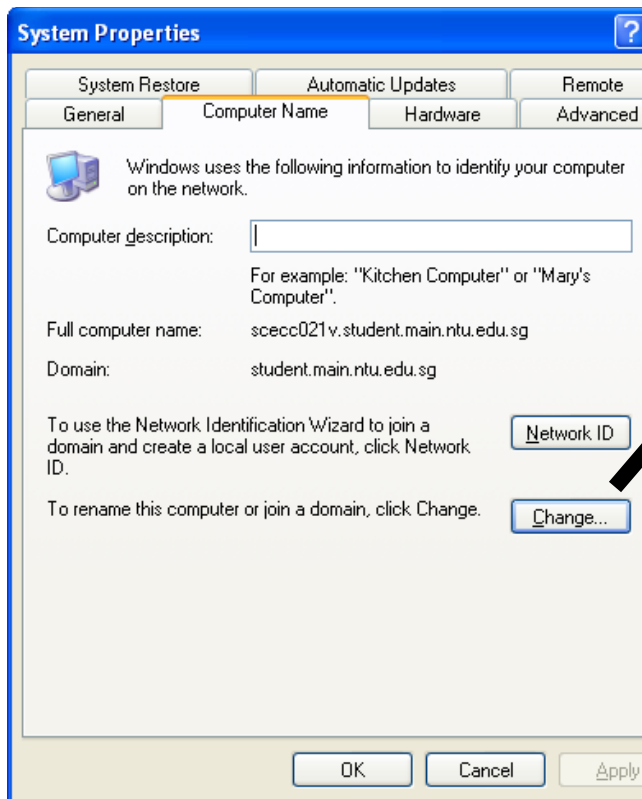 System Properties
?
System Restore
Automatic Updates
Remote
General
Computer Name
Hardware
Advanced
Windows uses the following information to identify your computer
on the network.
Computer description:
For example: "Kitchen Computer" or "Mary's
Computer".
Full computer name:
scecc021v.student.main.ntu.edu.sg
Domain:
student.main.ntu.edu.sg
To use the Network Identification Wizard to join a
domain and create a local user account, click Network
ID.
Network ID
To rename this computer or join a domain, click Change.
Change...
OK
Cancel
Apply